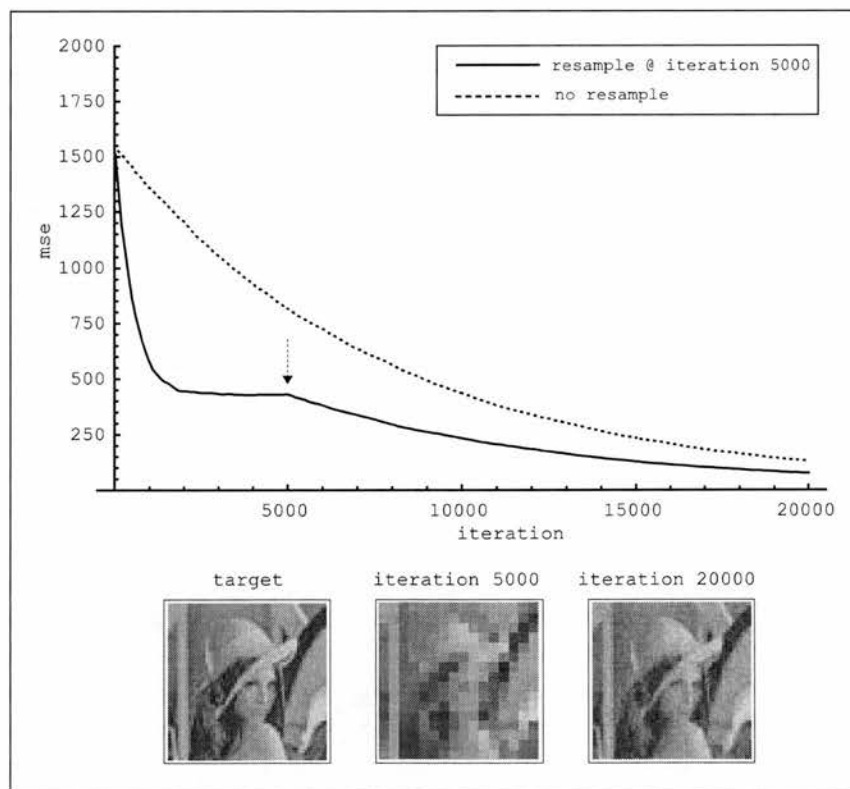 2000
1750
1500
1250
1000
750
500
250
mse
resample @ iteration 5000
no resample
5000 10000 15000 20000
iteration
target iteration 5000 iteration 20000